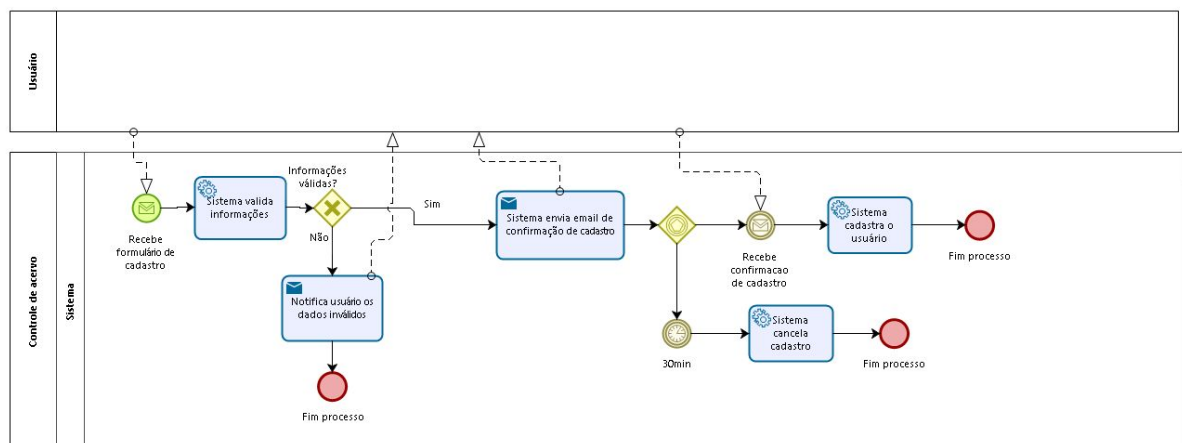 Usuário
Controle de acervo
Sistema
Recebe
formulário de
cadastro
Sistema valida
informações
Informações
válidas?
Sim
Não
Notifica usuário os
dados inválidos
Fim processo
Sistema envia email de
confirmação de cadastro
Recebe
confirmacao
de cadastro
Sistema
cadastra o
usuário
Fim processo
30min
Sistema
cancela
cadastro
Fim processo